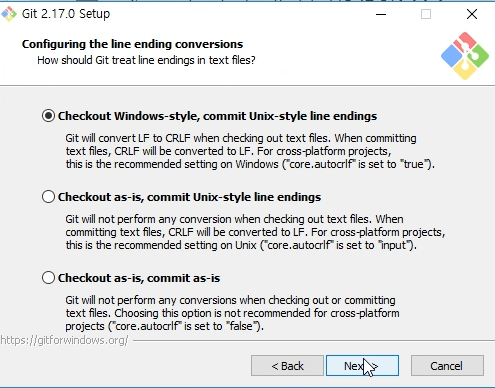 Git 2.17.0 Setup
Configuring the line ending conversions
How should Git treat line endings in text files?
Checkout Windows-style, commit Unix-style line endings
Git will convert LF to CRLF when checking out text files. When committing
text files, CRLF will be converted to LF. For cross-platform projects,
this is the recommended setting on Windows ("core.autocrlf" is set to "true").
Checkout as-is, commit Unix-style line endings
Git will not perform any conversion when checking out text files. When
committing text files, CRLF will be converted to LF. For cross-platform projects,
this is the recommended setting on Unix ("core.autocrlf" is set to "input").
Checkout as-is, commit as-is
Git will not perform any conversions when checking out or committing
text files. Choosing this option is not recommended for cross-platform
projects ("core.autocrlf" is set to "false").
https://gitforwindows.org/
< Back Next > Cancel